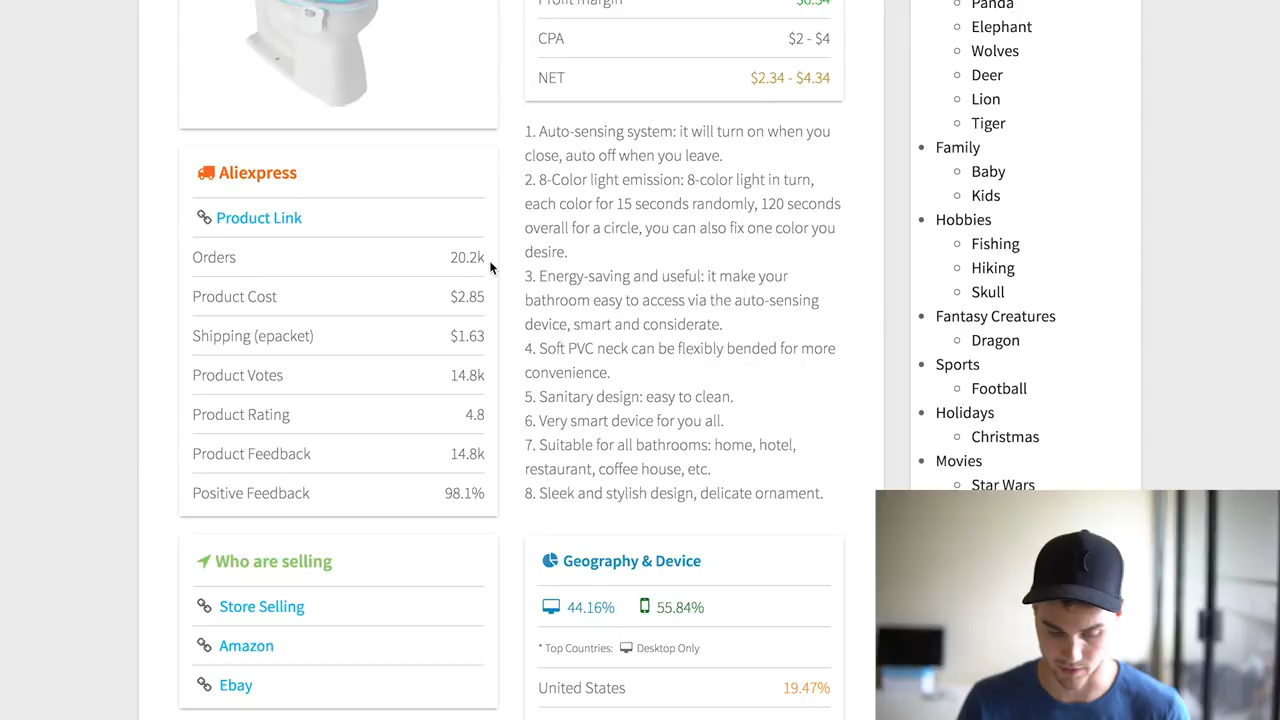 Profit margin $6.34
CPA $2 - $4
NET $2.34 - $4.34
Aliexpress
Product Link
Orders 20.2k
Product Cost $2.85
Shipping (epacket) $1.63
Product Votes 14.8k
Product Rating 4.8
Product Feedback 14.8k
Positive Feedback 98.1%
Who are selling
Store Selling
Amazon
Ebay
1. Auto-sensing system: it will turn on when you
close, auto off when you leave.
2. 8-Color light emission: 8-color light in turn,
each color for 15 seconds randomly, 120 seconds
overall for a circle, you can also fix one color you
desire.
3. Energy-saving and useful: it make your
bathroom easy to access via the auto-sensing
device, smart and considerate.
4. Soft PVC neck can be flexibly bended for more
convenience.
5. Sanitary design: easy to clean.
6. Very smart device for you all.
7. Suitable for all bathrooms: home, hotel,
restaurant, coffee house, etc.
8. Sleek and stylish design, delicate ornament.
Geography & Device
44.16% 55.84%
* Top Countries: Desktop Only
United States 19.47%
Panda
Elephant
Wolves
Deer
Lion
Tiger
Family
Baby
Kids
Hobbies
Fishing
Hiking
Skull
Fantasy Creatures
Dragon
Sports
Football
Holidays
Christmas
Movies
Star Wars